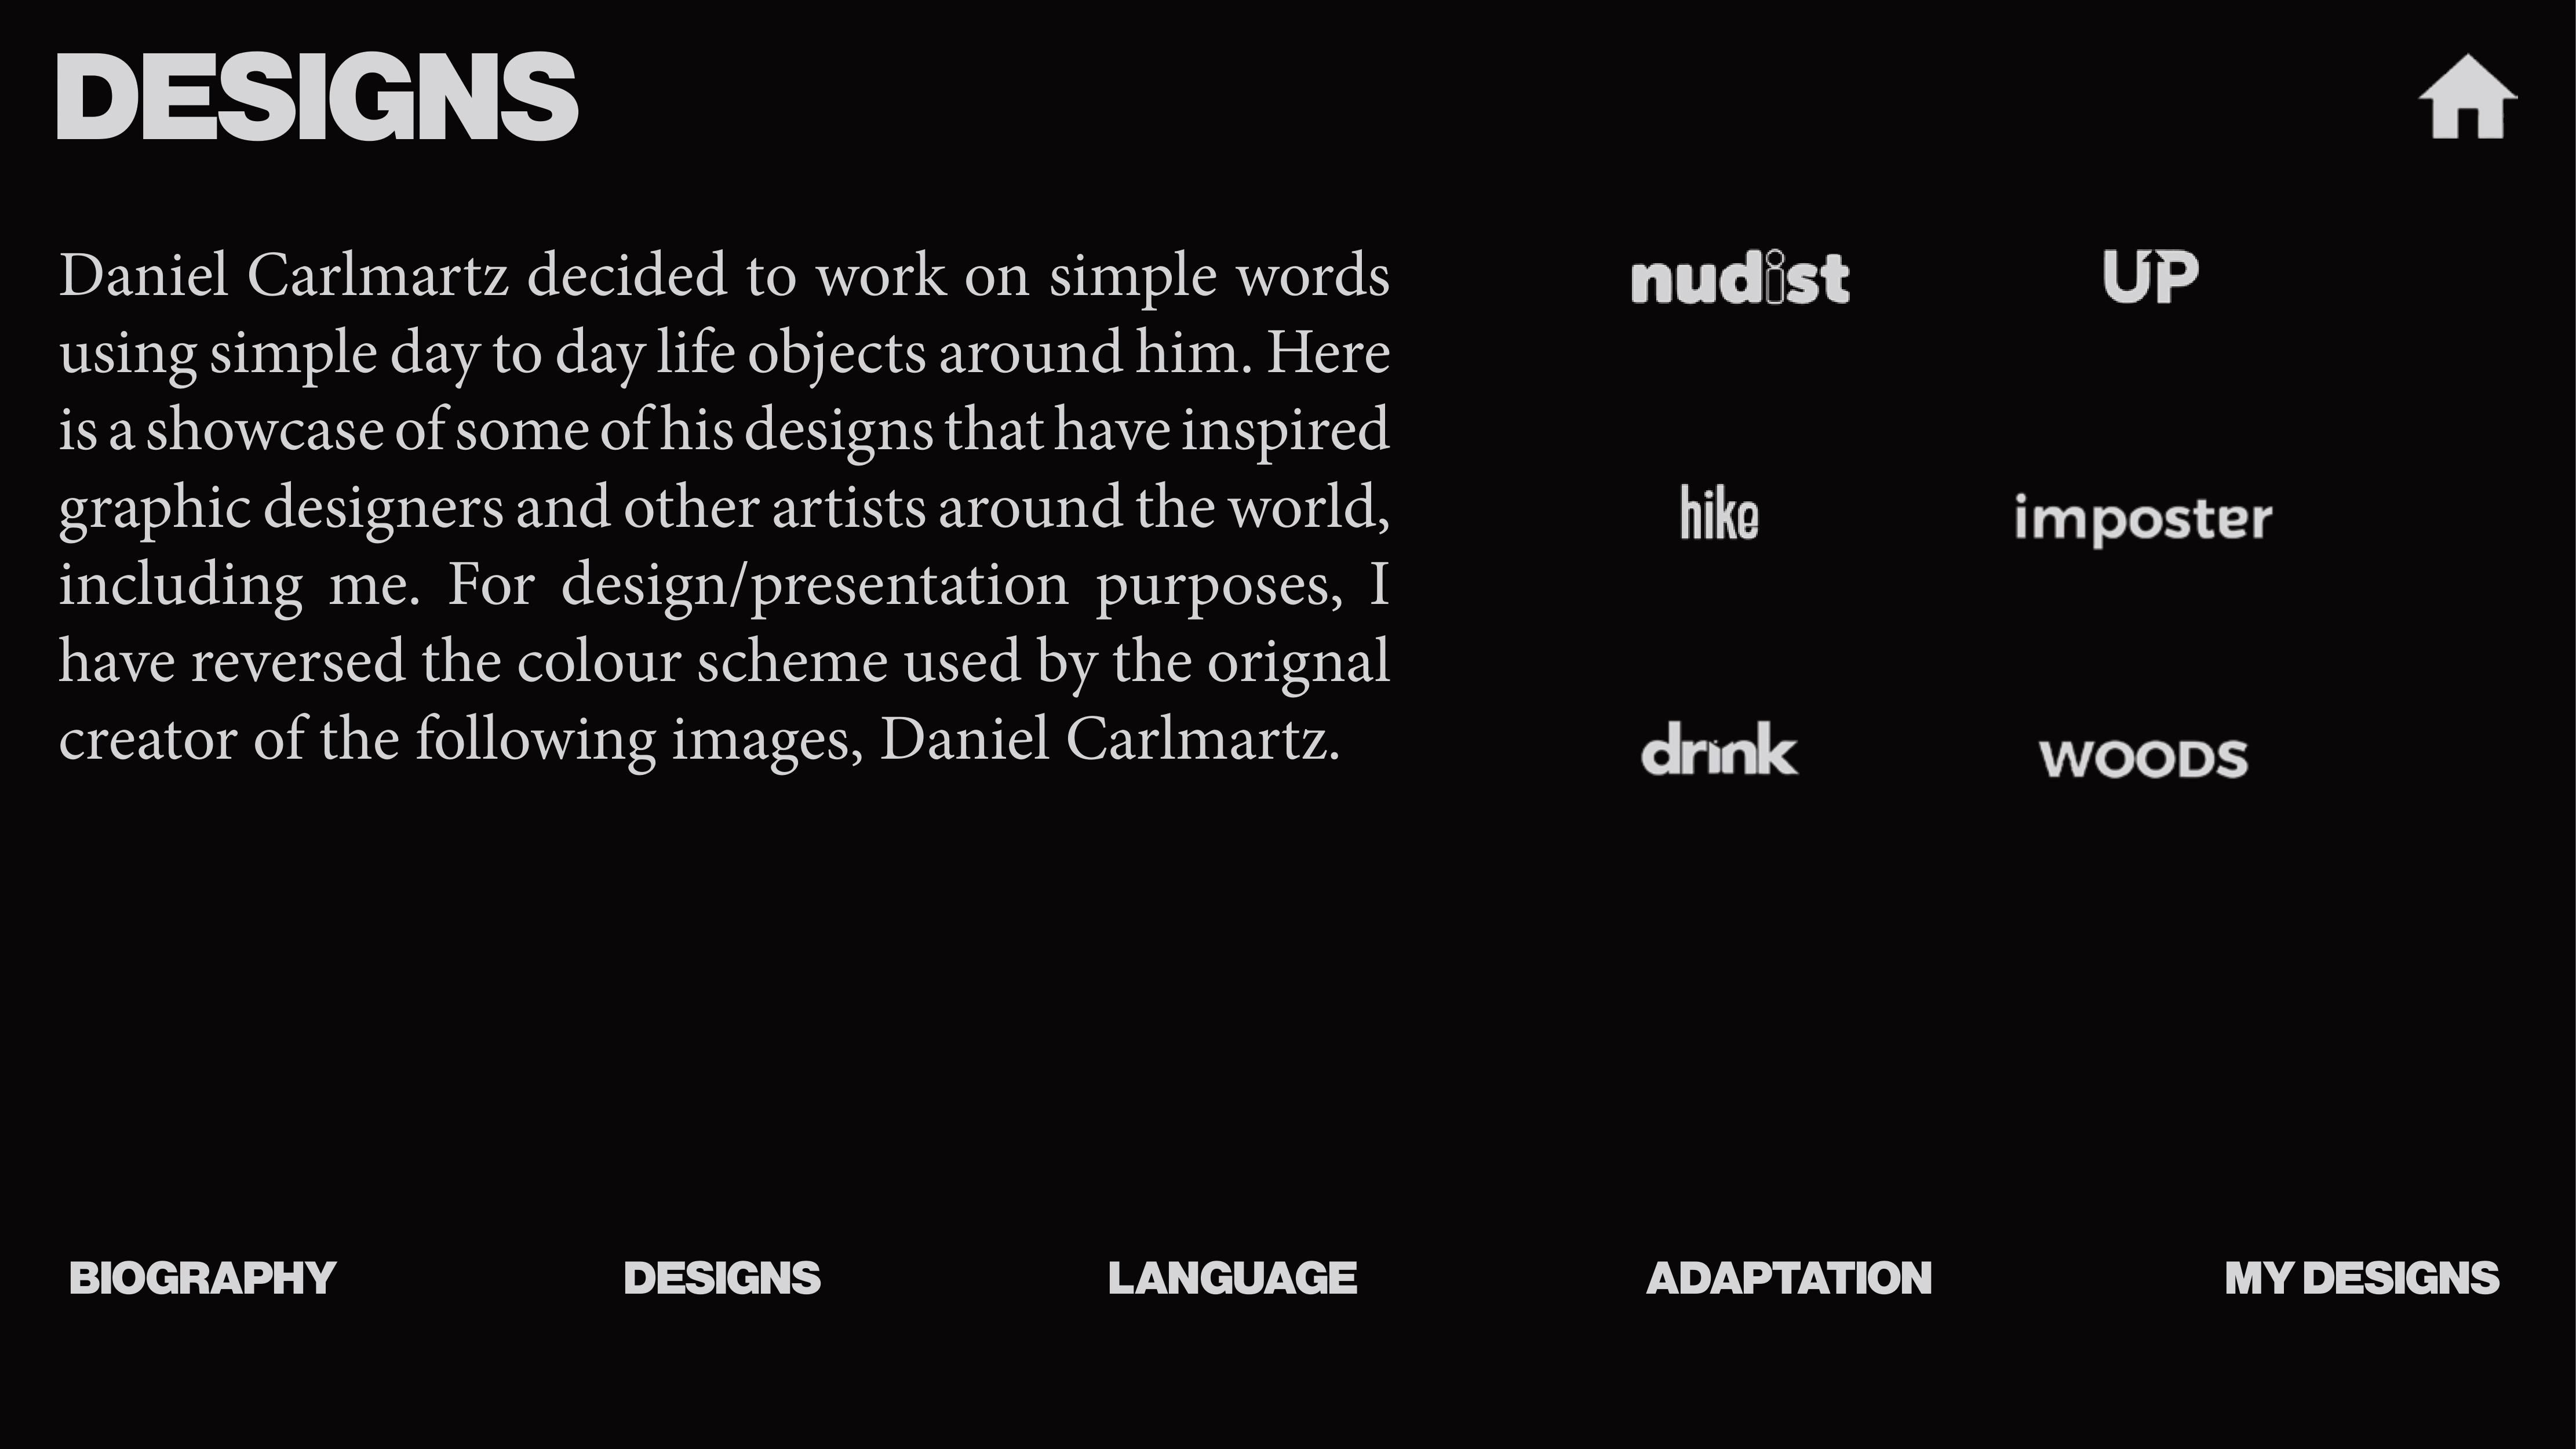 DESIGNS
Daniel Carlmartz decided to work on simple words
using simple day to day life objects around him. Here
is a showcase of some of his designs that have inspired
graphic designers and other artists around the world,
including me. For design/presentation purposes, I
have reversed the colour scheme used by the orignal
creator of the following images, Daniel Carlmartz.
nudist
UP
hike
imposter
drink
WOODS
BIOGRAPHY
DESIGNS
LANGUAGE
ADAPTATION
MY DESIGNS